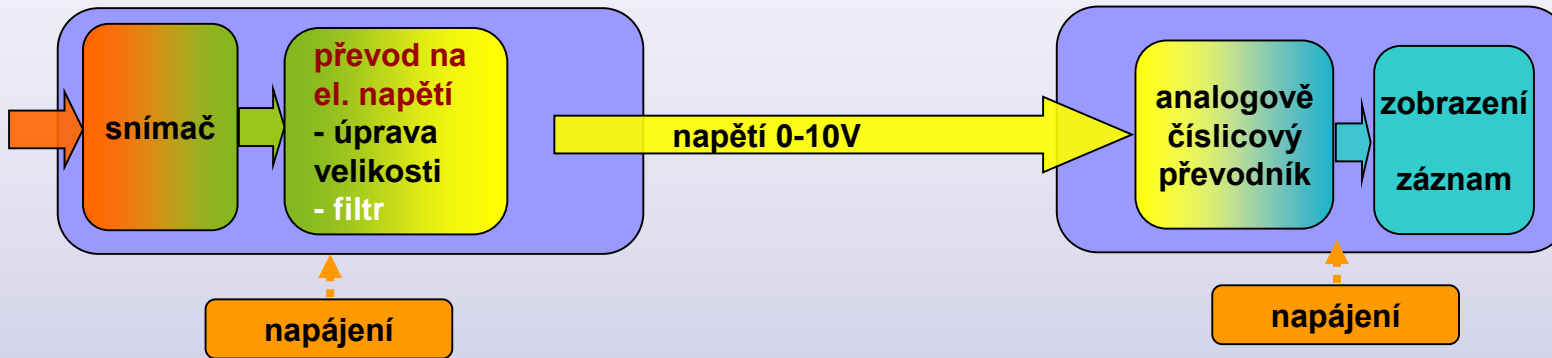 snímač
převod na
el. napětí
- úprava
velikosti
- filtr
napětí 0-10V
analogově
číslicový
převodník
zobrazení
záznam
napájení
napájení